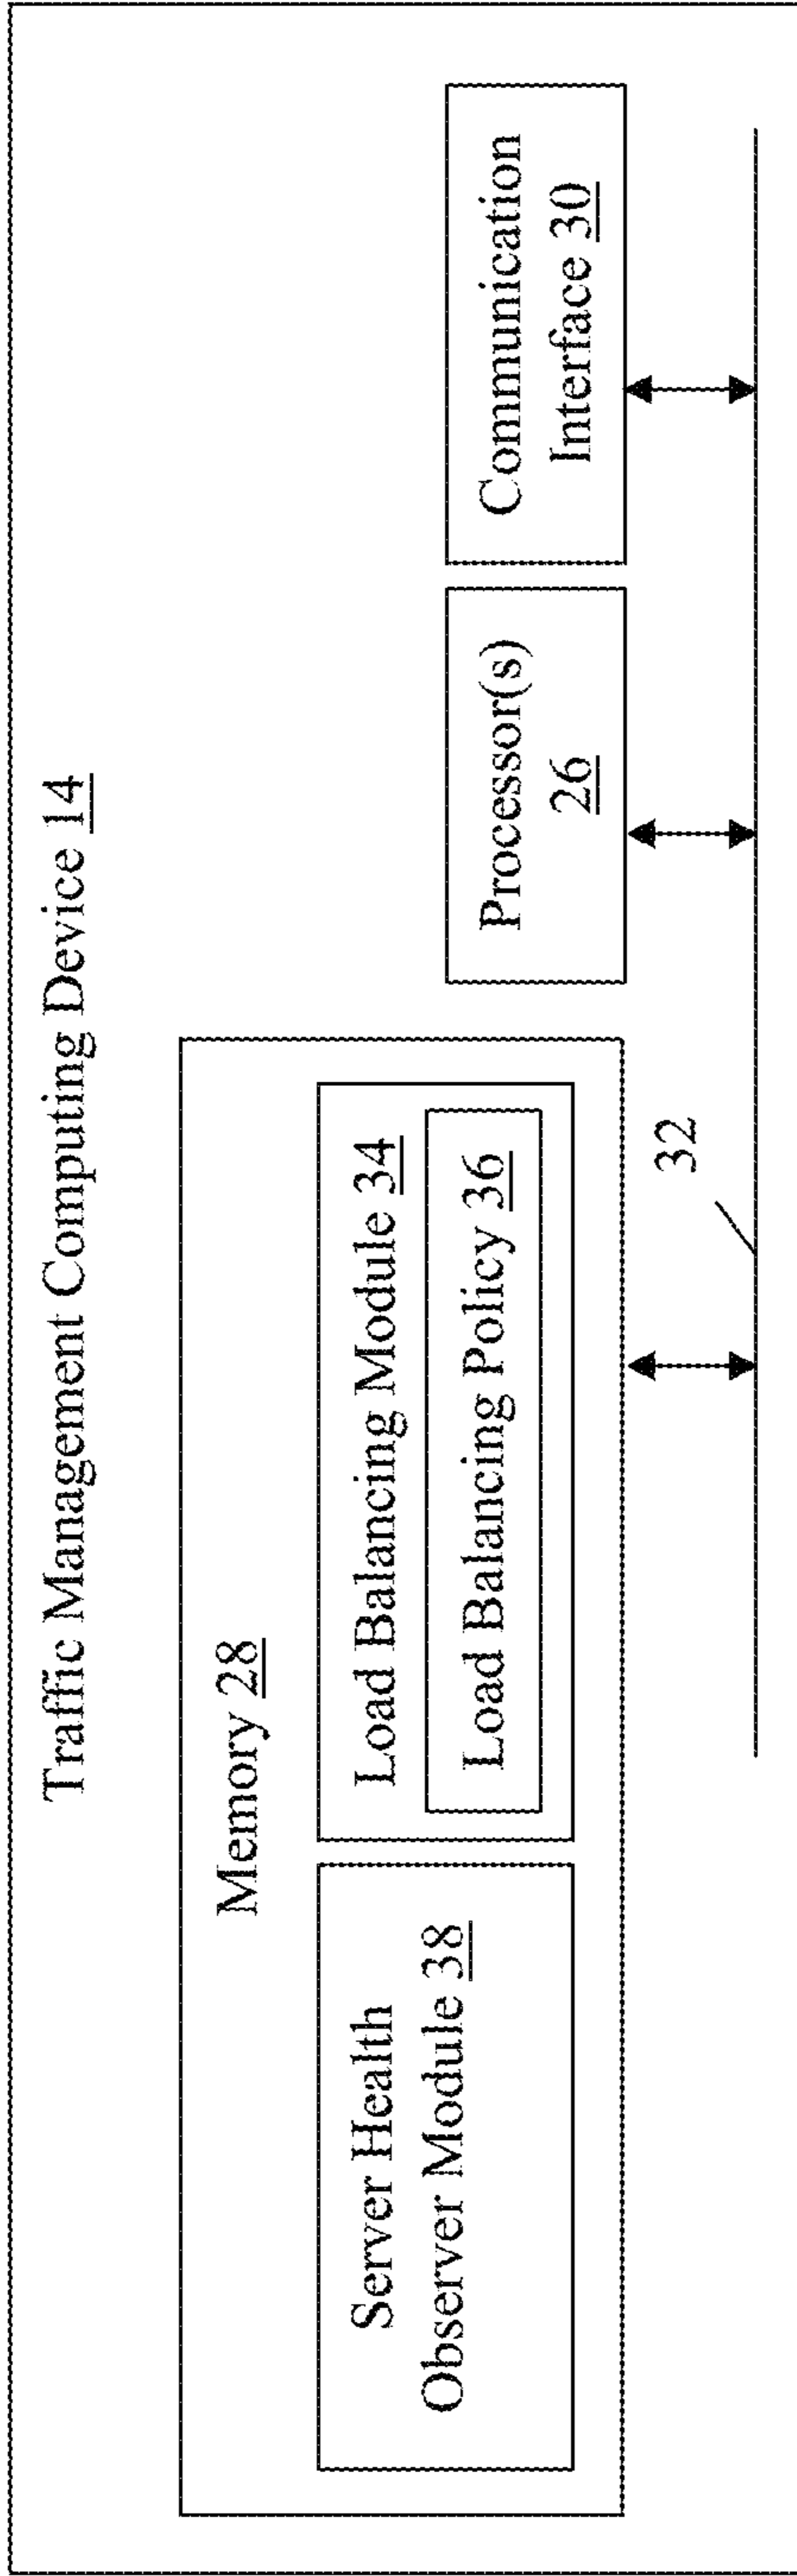 Traffic Management Computing Device 14
Memory 28
Server Health
Observer Module 38
Load Balancing Module 34
Load Balancing Policy 36
Processor(s)
26
Communication
Interface 30
32